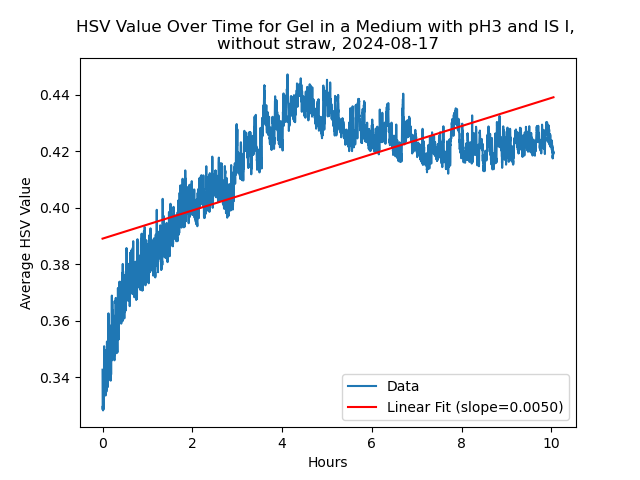 HSV Value Over Time for Gel in a Medium with pH3 and IS I,
without straw, 2024-08-17
Average HSV Value
0.44
0.42
0.40
0.38
0.36
0.34
Data
Linear Fit (slope=0.0050)
0 2 4 6 8 10
Hours